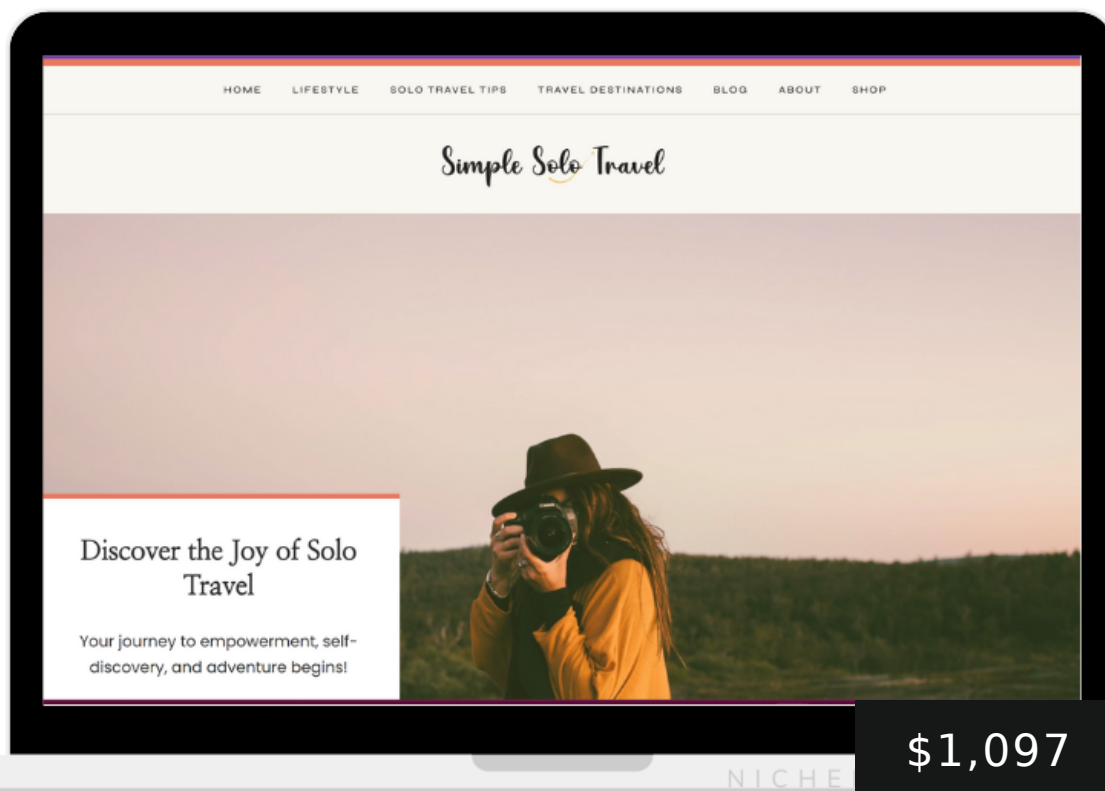 HOME LIFESTYLE SOLO TRAVEL TIPS TRAVEL DESTINATIONS BLOG ABOUT SHOP
Simple Solo Travel
Discover the Joy of Solo
Travel
Your journey to empowerment, self-
discovery, and adventure begins!
$1,097